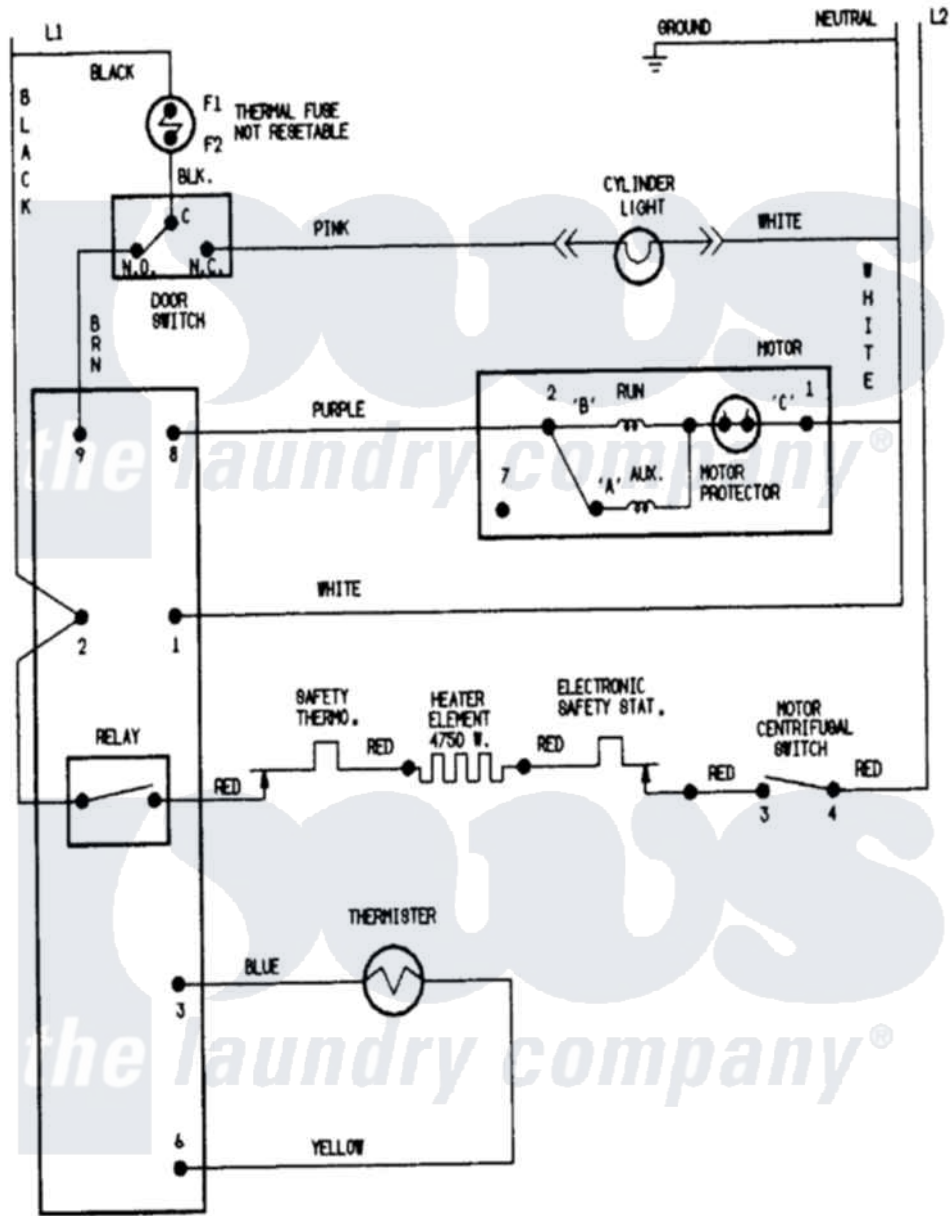 L1
GROUND
NEUTRAL
L2
BLACK
BLACK
F1
THERMAL FUSE
NOT RESETABLE
F2
BLK.
C
N.O.
N.C.
PINK
CYLINDER
LIGHT
WHITE
DOOR
SWITCH
BRN
WHITE
MOTOR
PURPLE
2
'B'
RUN
'C'
1
9
8
7
'A'
AUX.
MOTOR
PROTECTOR
the laundry company®
WHITE
2
1
SAFETY
THERMO.
HEATER
ELEMENT
4750 W.
ELECTRONIC
SAFETY STAT.
MOTOR
CENTRIFUGAL
SWITCH
RELAY
RED
RED
RED
RED
RED
3
4
THERMISTER
BLUE
3
the laundry company®
6
YELLOW